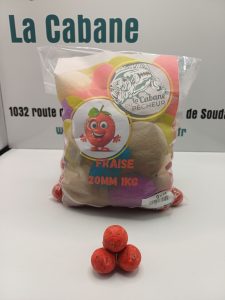 La Cabane
1032 route de Souda
la Cabane
PÊCHEUR
FRAISE
20MM 1KG